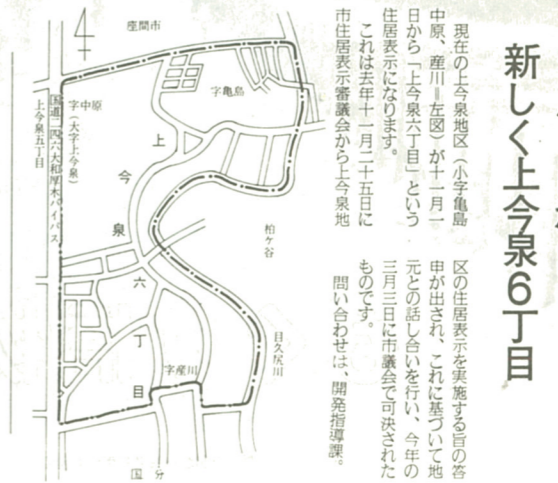 新しく上今泉6丁目
現在の上今泉地区(小字亀島
中原、産川=左図)が十一月一
日から「上今泉六丁目」という
住居表示になります。
これは去年十一月二十五日に
市住居表示審議会から上今泉地
区の住居表示を実施する旨の答
申が出され、これに基づいて地
元との話し合いを行い、今年の
三月三日に市議会で可決された
ものです。
問い合わせは、開発指導課。
座間市
字亀島
字中原
(大字上今泉)
国道二四六大和厚木バイパス
上今泉五丁目
上今泉六丁目
柏ケ谷
目久尻川
字産川
国分